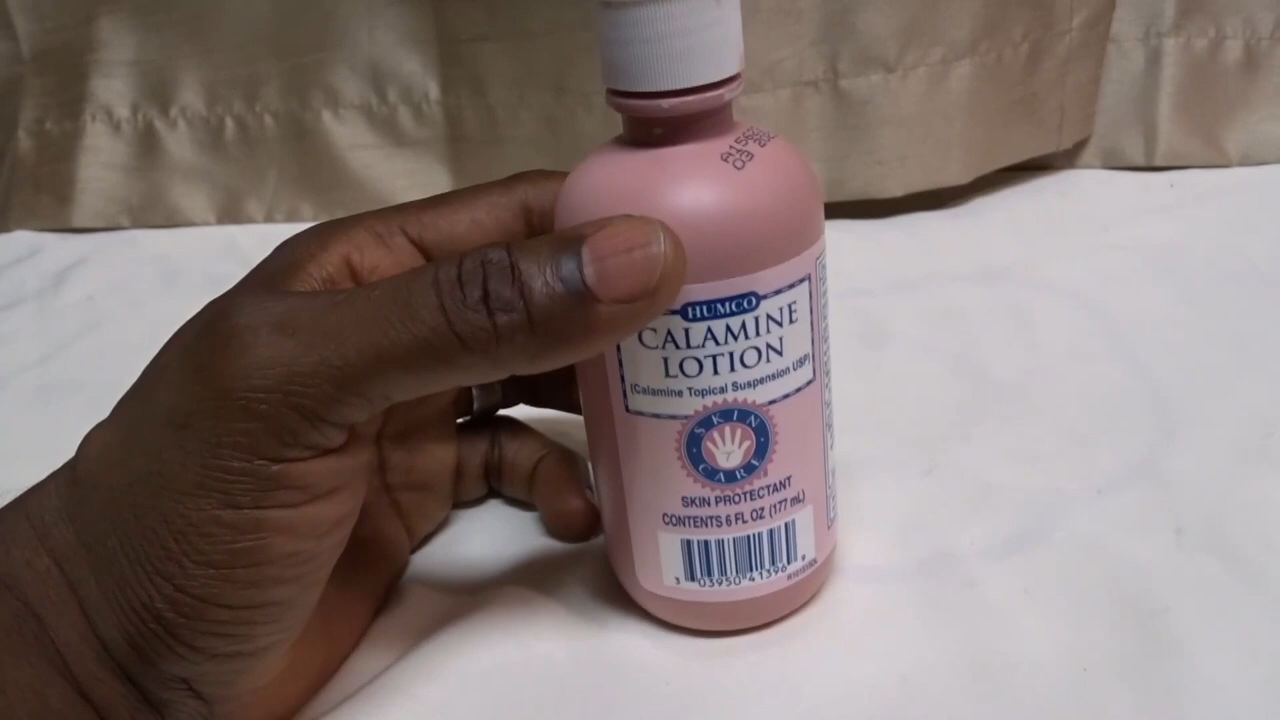 HUMCO
CALAMINE
LOTION
(Calamine Topical Suspension USP)
SKIN
CARE
SKIN PROTECTANT
CONTENTS 6 FL OZ (177 mL)
3 03950 41396 9